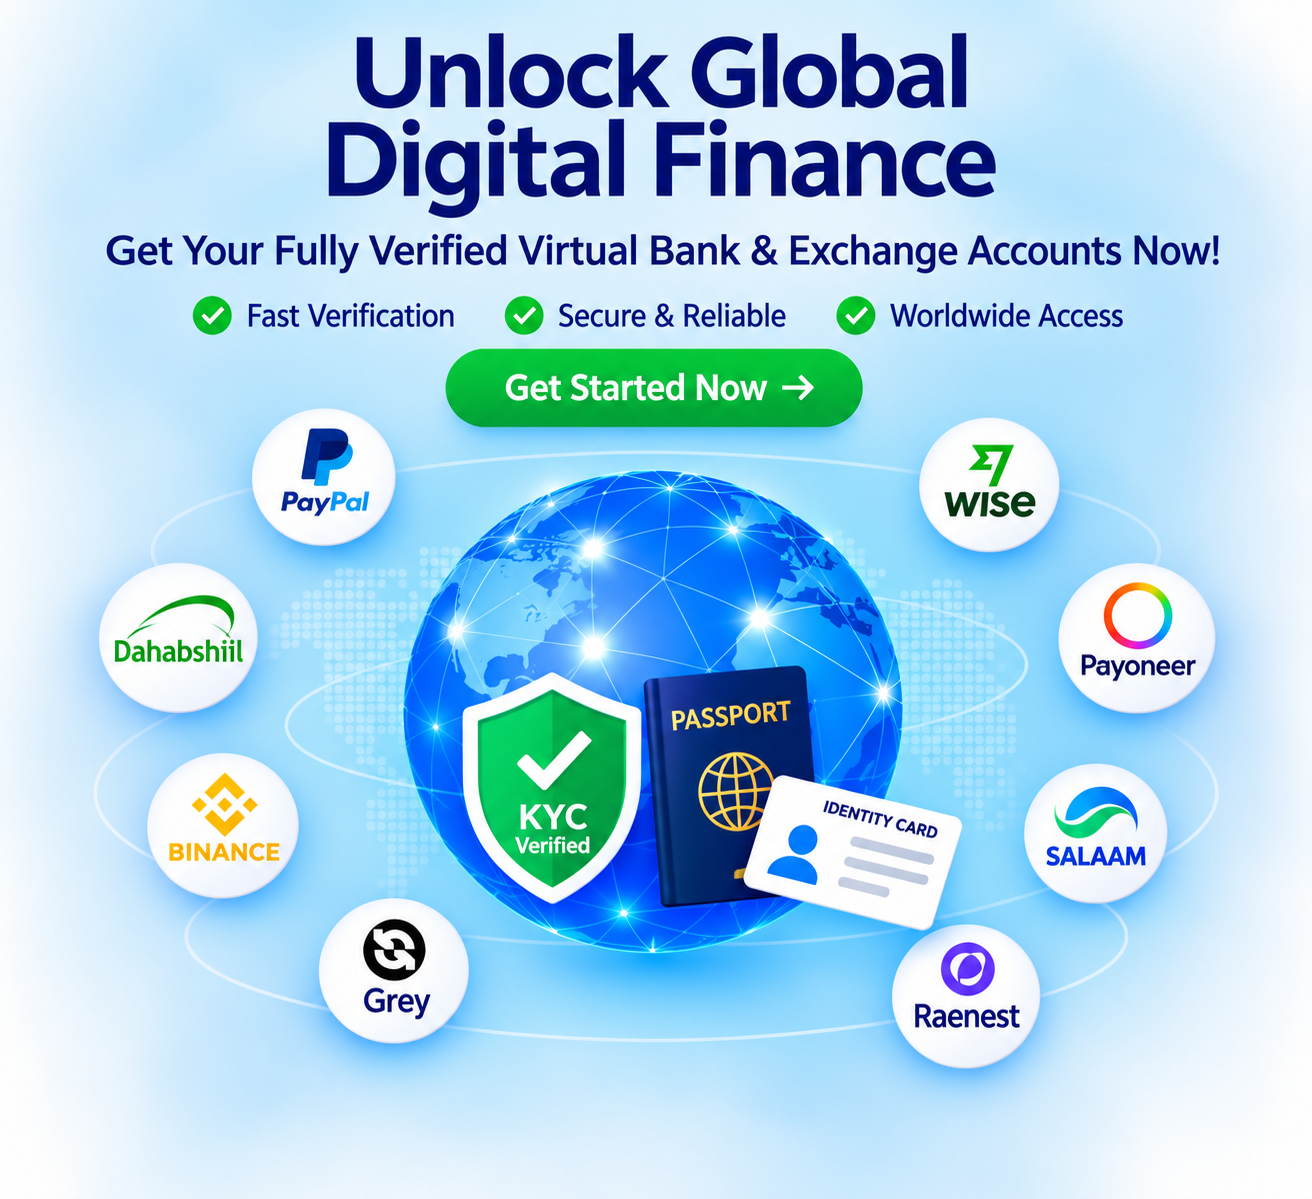 Unlock Global
Digital Finance
Get Your Fully Verified Virtual Bank & Exchange Accounts Now!
Fast Verification
Secure & Reliable
Worldwide Access
Get Started Now →
PayPal
WISE
Dahabshiil
Payoneer
PASSPORT
KYC
Verified
IDENTITY CARD
BINANCE
SALAAM
Grey
Raenest